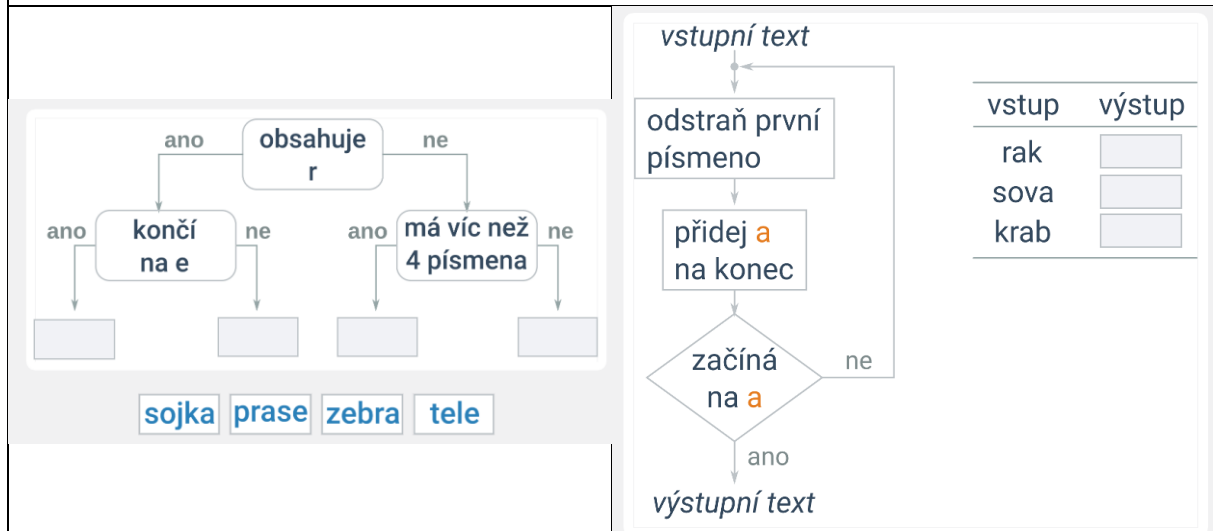 ano
obsahuje
r
ne
ano
končí
na e
ne
ano
má víc než
4 písmena
ne
sojka prase zebra tele
vstupní text
odstraň první
písmeno
přidej a
na konec
začíná
na a
ne
ano
výstupní text
vstup výstup
rak
sova
krab